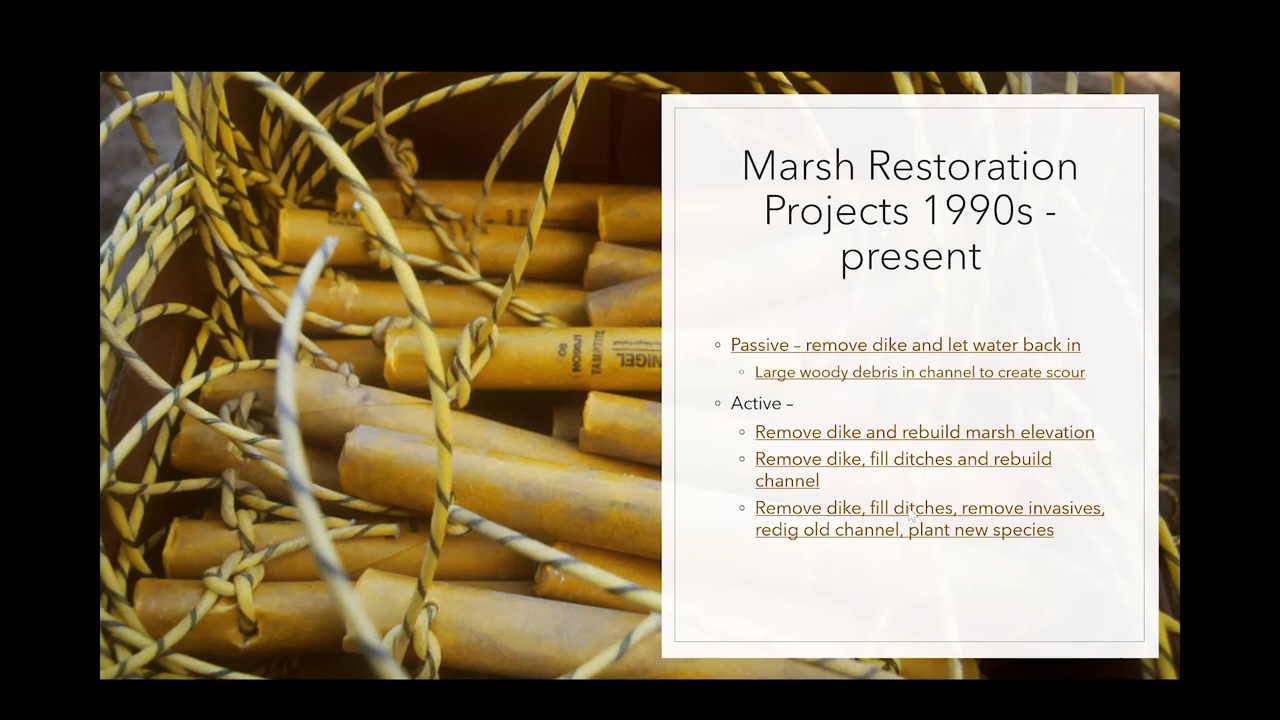 Marsh Restoration
Projects 1990s -
present
Passive – remove dike and let water back in
Large woody debris in channel to create scour
Active –
Remove dike and rebuild marsh elevation
Remove dike, fill ditches and rebuild
channel
Remove dike, fill ditches, remove invasives,
redig old channel, plant new species